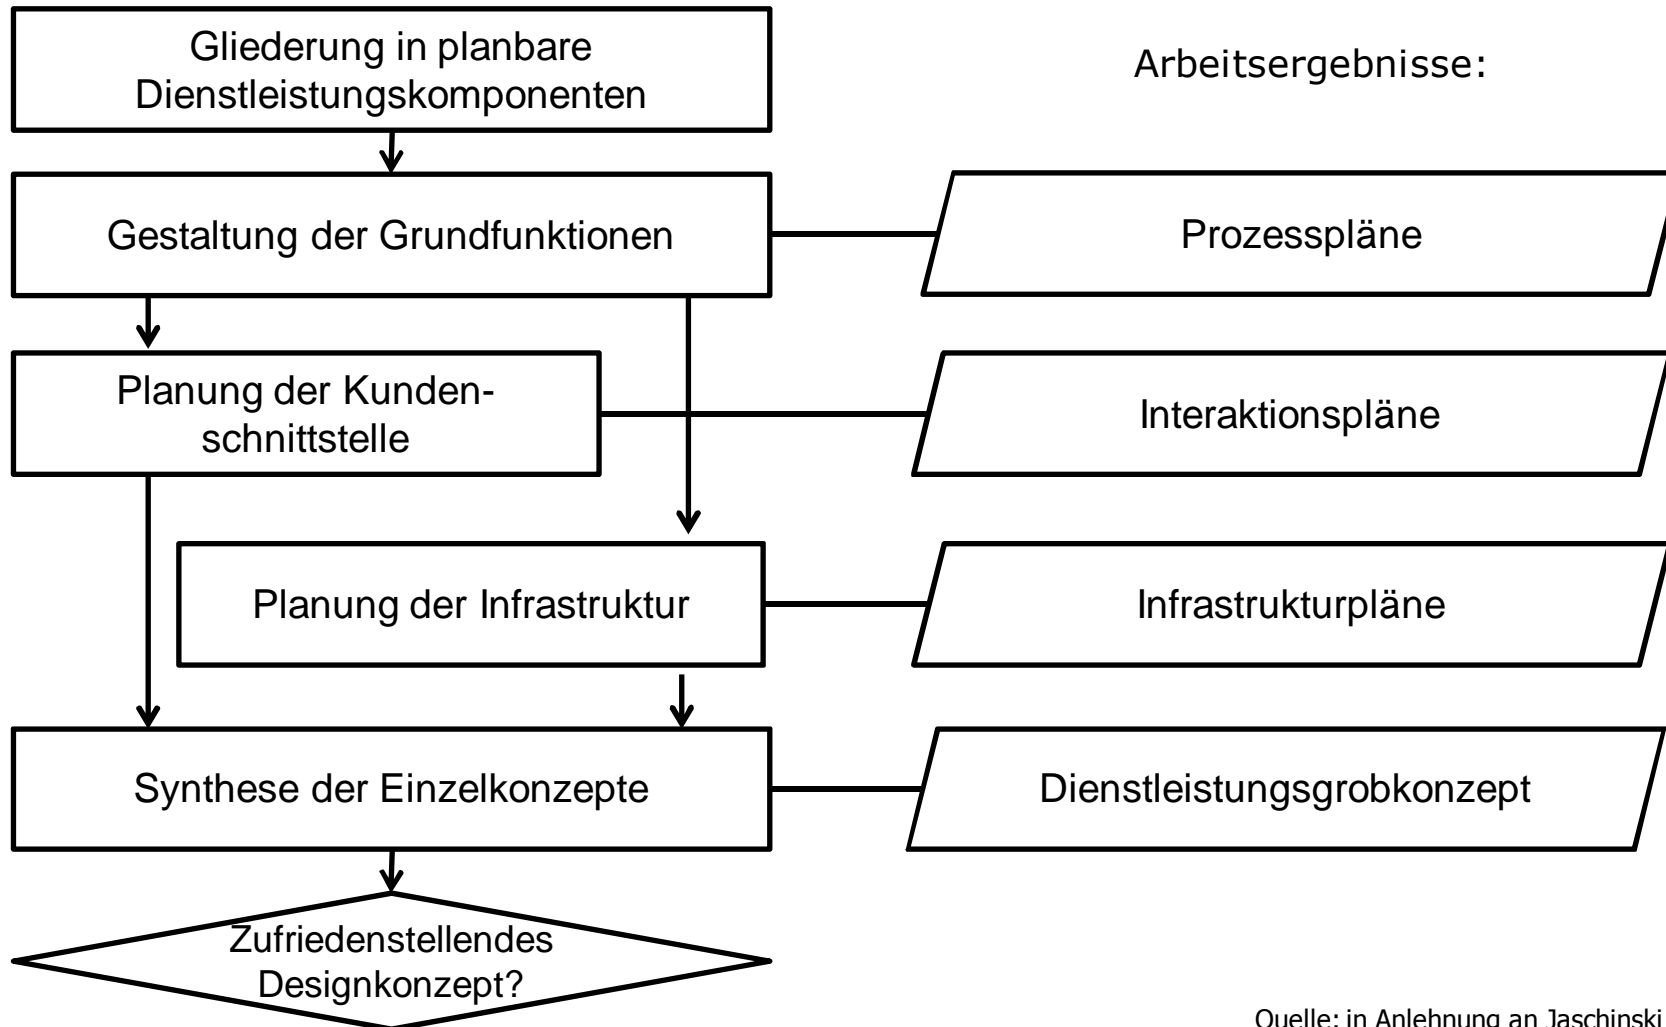 Gliederung in planbare
Dienstleistungskomponenten
Arbeitsergebnisse:
Gestaltung der Grundfunktionen
Prozesspläne
Planung der Kunden-
schnittstelle
Interaktionspläne
Planung der Infrastruktur
Infrastrukturpläne
Synthese der Einzelkonzepte
Dienstleistungsgrobkonzept
Zufriedenstellendes
Designkonzept?
Quelle: in Anlehnung an Jaschinski